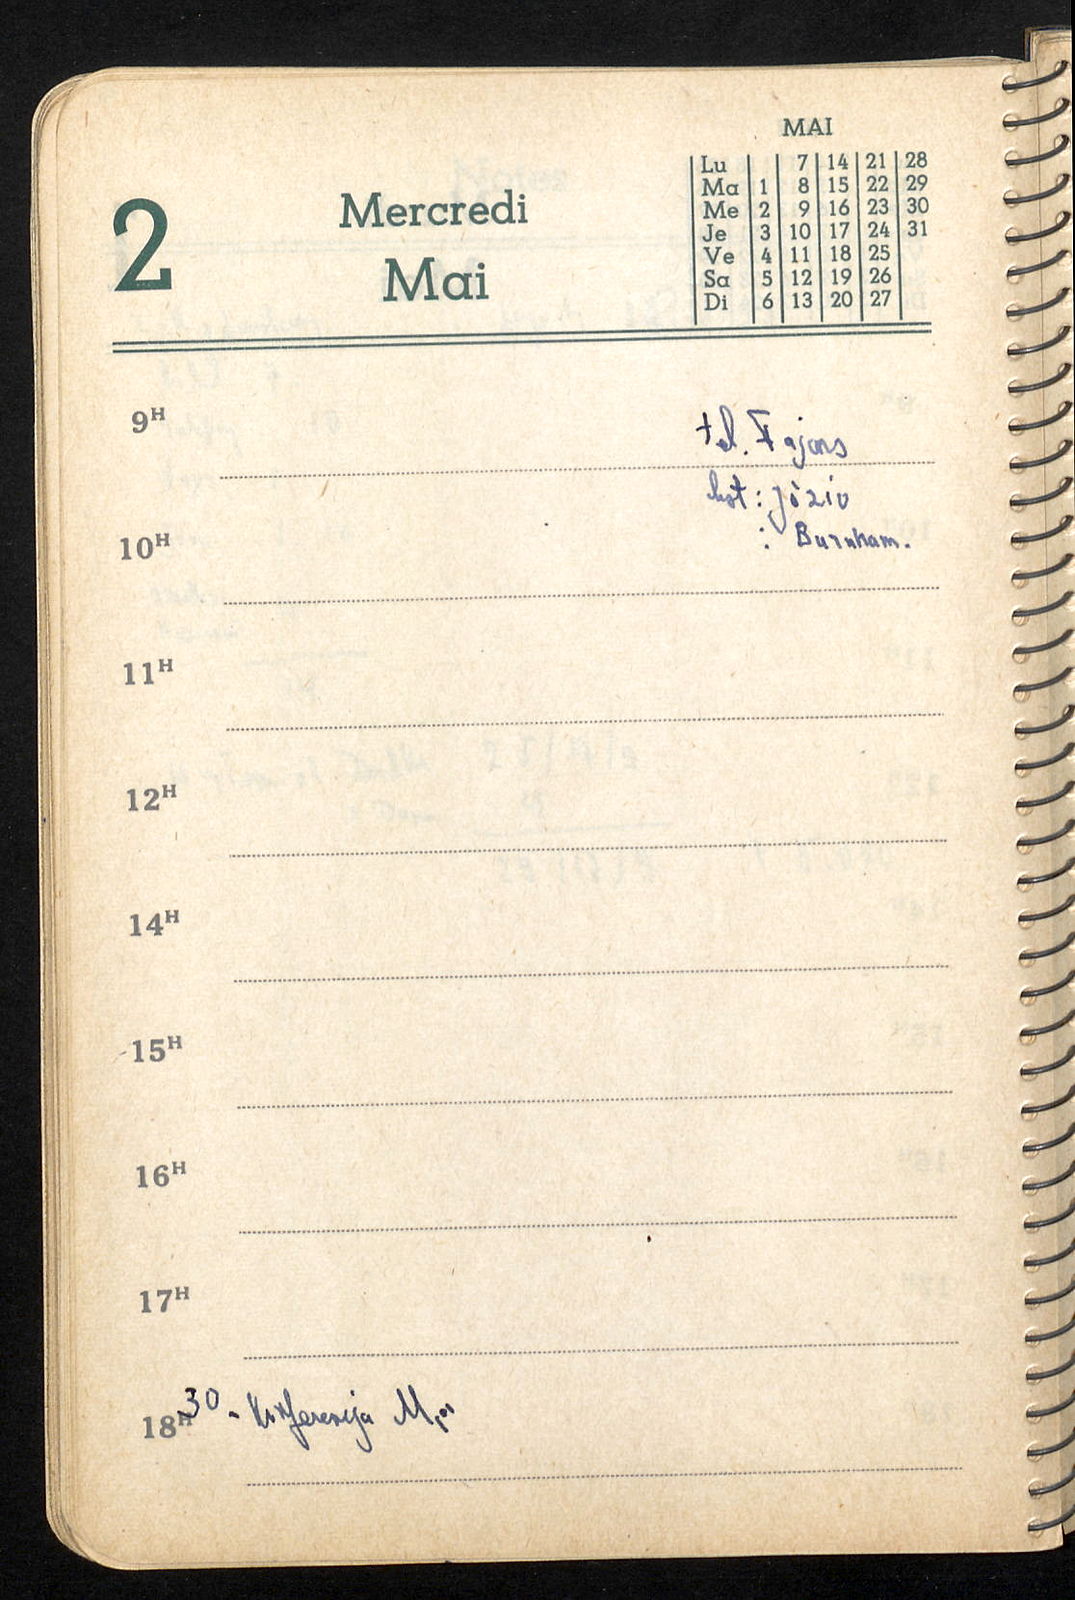 MAI
Lu 7 14 21 28
Ma 1 8 15 22 29
Me 2 9 16 23 30
Je 3 10 17 24 31
Ve 4 11 18 25
Sa 5 12 19 26
Di 6 13 20 27
2 Mercredi
Mai
9H
tel. Fajans
list: Józio
10H
: Burnham.
11H
12H
14H
15H
16H
17H
18H 30 - Konferencja